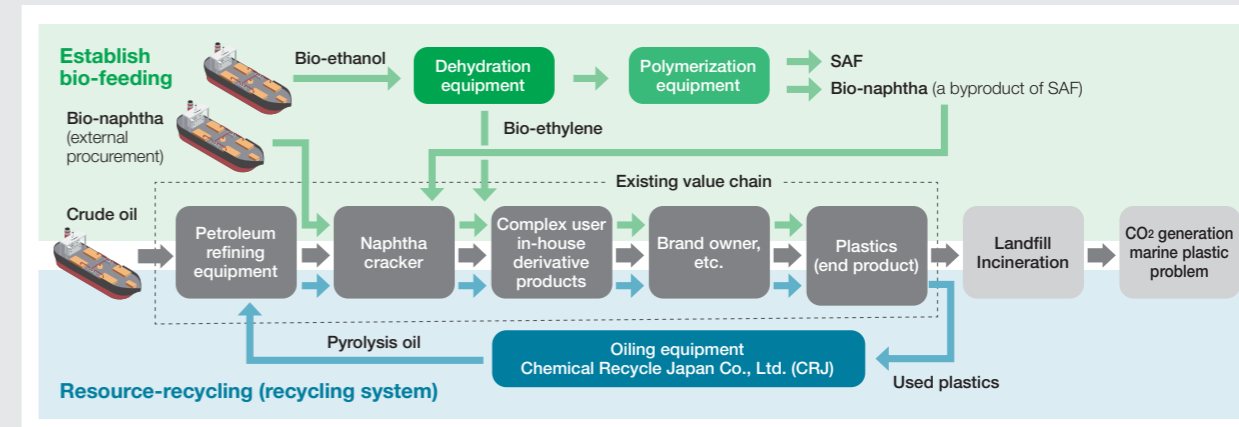 Establish
bio-feeding
Bio-ethanol
Dehydration
equipment
Polymerization
equipment
SAF
Bio-naphtha (a byproduct of SAF)
Bio-naphtha
(external
procurement)
Bio-ethylene
Existing value chain
Crude oil
Petroleum
refining
equipment
Naphtha
cracker
Complex user
in-house
derivative
products
Brand owner,
etc.
Plastics
(end product)
Landfill
Incineration
CO2 generation
marine plastic
problem
Pyrolysis oil
Oiling equipment
Chemical Recycle Japan Co., Ltd. (CRJ)
Used plastics
Resource-recycling (recycling system)